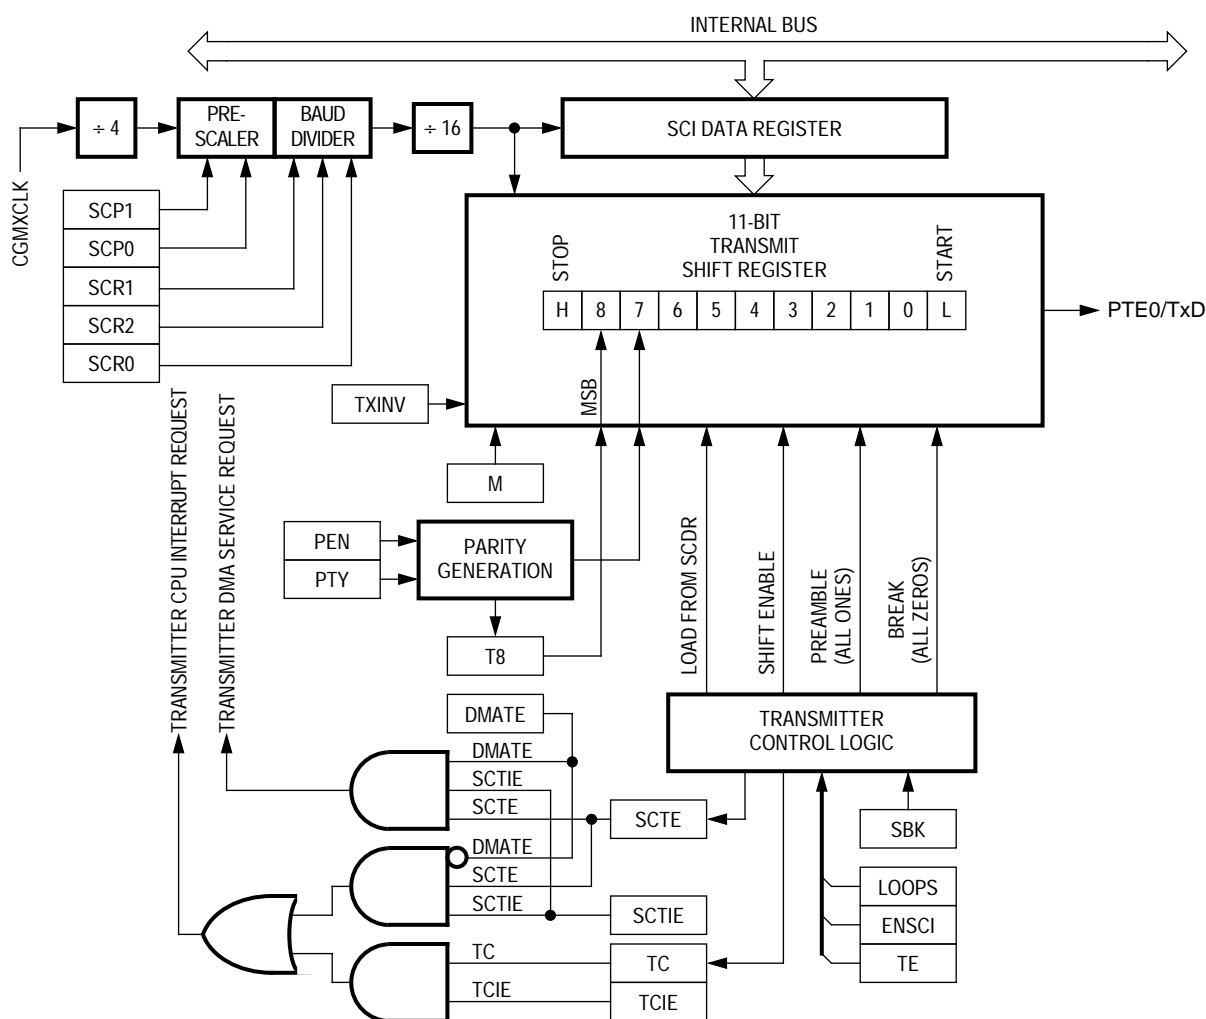 INTERNAL BUS
÷ 4
PRE-
SCALER
BAUD
DIVIDER
÷ 16
SCI DATA REGISTER
CGMXCLK
SCP1
SCP0
SCR1
SCR2
SCR0
11-BIT
TRANSMIT
SHIFT REGISTER
STOP
START
H 8 7 6 5 4 3 2 1 0 L
PTE0/TxD
TXINV
MSB
M
PEN
PTY
PARITY
GENERATION
T8
TRANSMITTER CPU INTERRUPT REQUEST
TRANSMITTER DMA SERVICE REQUEST
LOAD FROM SCDR
SHIFT ENABLE
PREAMBLE
(ALL ONES)
BREAK
(ALL ZEROS)
DMATE
TRANSMITTER
CONTROL LOGIC
DMATE
SCTIE
SCTE
SCTE
SBK
DMATE
SCTE
SCTIE
SCTIE
LOOPS
ENSCI
TE
TC
TC
TCIE
TCIE